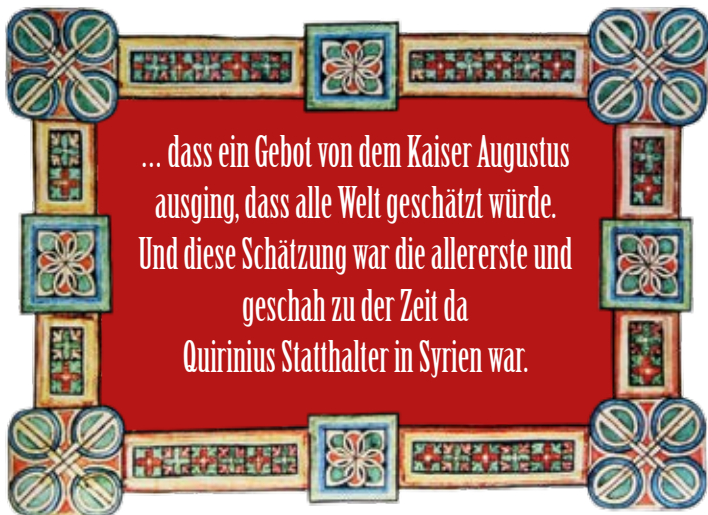 ... dass ein Gebot von dem Kaiser Augustus
ausging, dass alle Welt geschätzt würde.
Und diese Schätzung war die allererste und
geschah zu der Zeit da
Quirinius Statthalter in Syrien war.